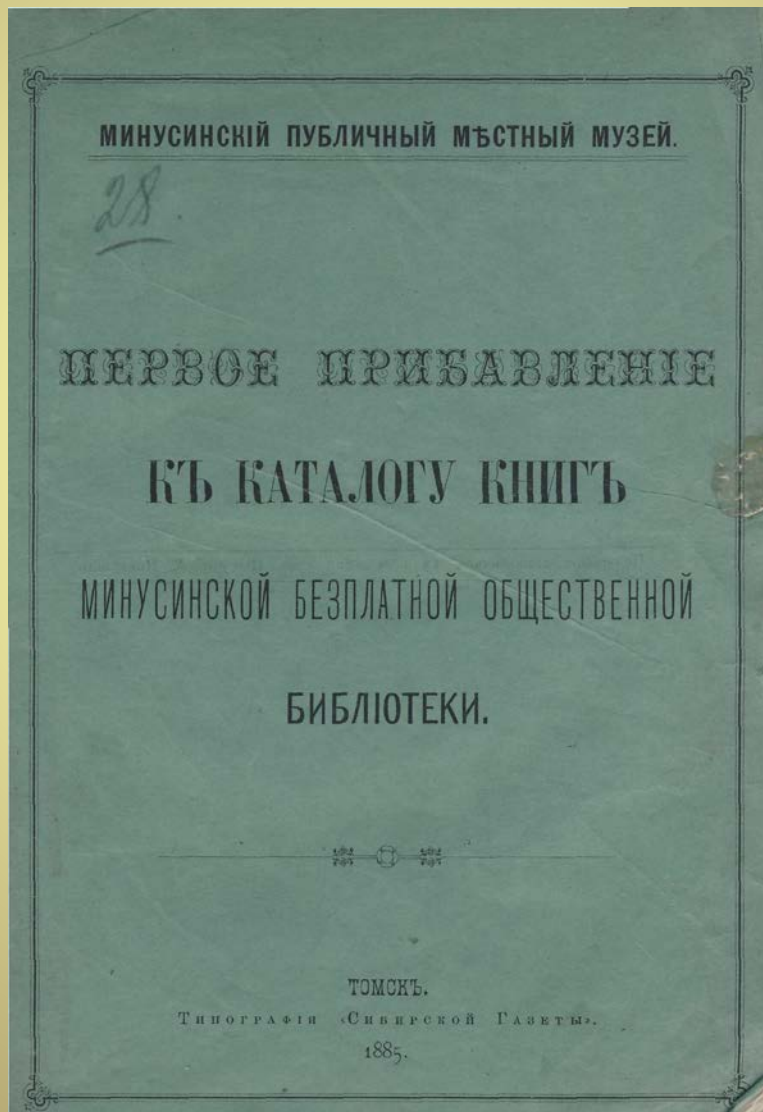 МИНУСИНСКІЙ ПУБЛИЧНЫЙ МѢСТНЫЙ МУЗЕЙ.
28.
ПЕРВОЕ ПРИБАВЛЕНІЕ
КЪ КАТАЛОГУ КНИГЪ
МИНУСИНСКОЙ БЕЗПЛАТНОЙ ОБЩЕСТВЕННОЙ
БИБЛІОТЕКИ.
ТОМСКЪ.
Типографія «Сибирской Газеты».
1885.